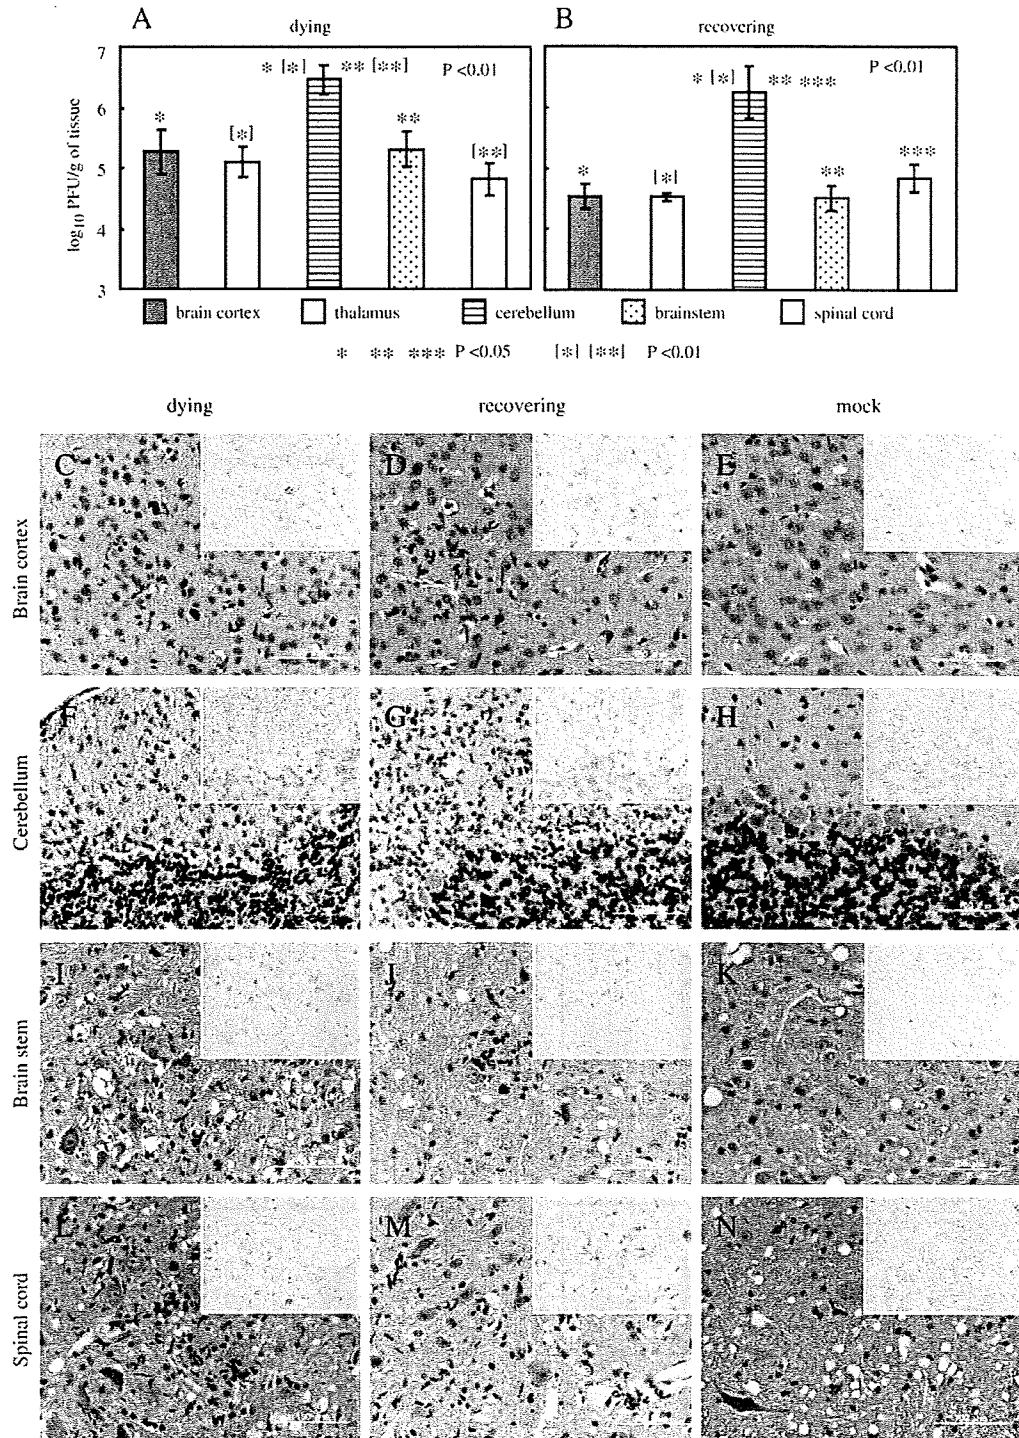 A
B
dying
recovering
7
6
5
4
3
log10 PFU/g of tissue
* [*] ** [**] P <0.01
* [*] ** *** P <0.01
* [*] ** [**]
* [*] ** ***
brain cortex thalamus cerebellum brainstem spinal cord
* ** *** P <0.05 [*] [**] P <0.01
dying recovering mock
Brain cortex
C D E
Cerebellum
F G H
Brain stem
I J K
Spinal cord
L M N